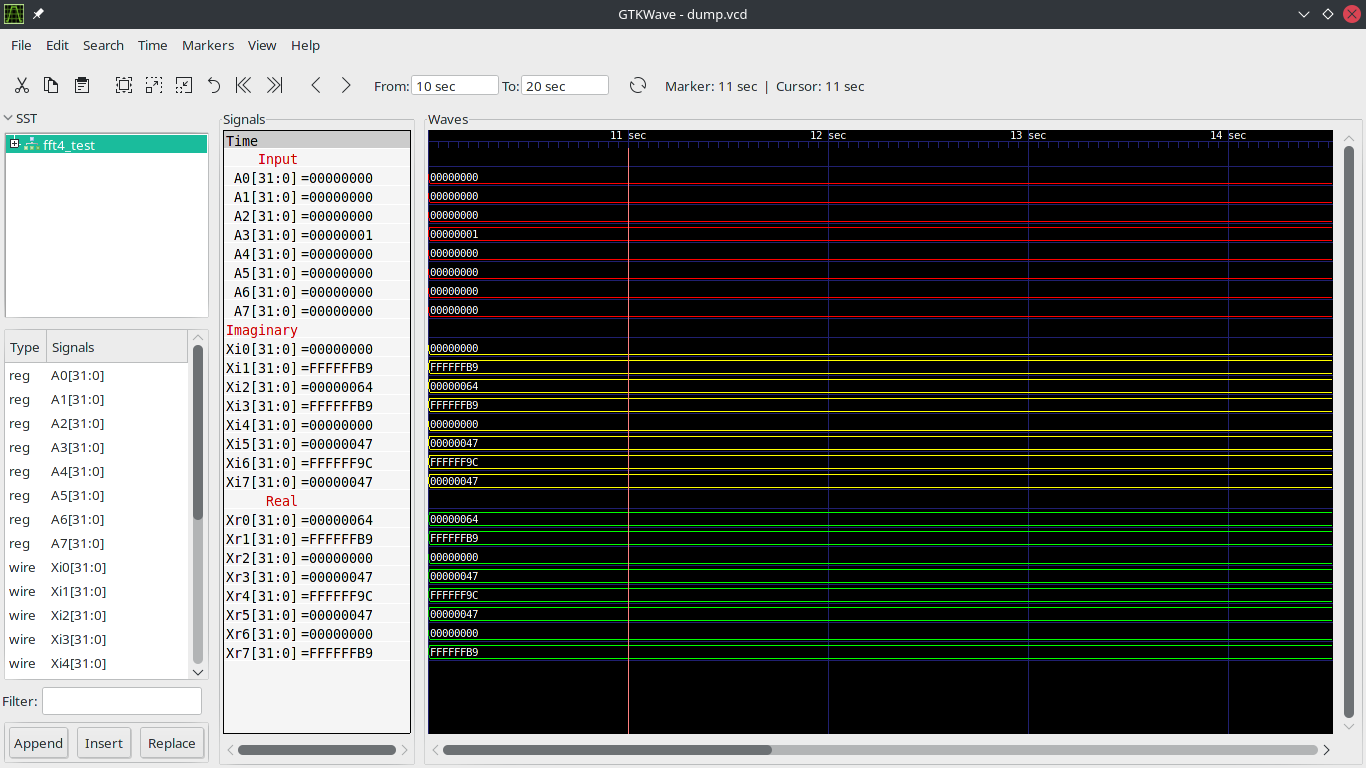 GTKWave - dump.vcd
File Edit Search Time Markers View Help
From: 10 sec To: 20 sec Marker: 11 sec | Cursor: 11 sec
SST
fft4_test
Type Signals
reg A0[31:0]
reg A1[31:0]
reg A2[31:0]
reg A3[31:0]
reg A4[31:0]
reg A5[31:0]
reg A6[31:0]
reg A7[31:0]
wire Xi0[31:0]
wire Xi1[31:0]
wire Xi2[31:0]
wire Xi3[31:0]
wire Xi4[31:0]
Filter:
Append Insert Replace
Signals
Time
Input
A0[31:0]=00000000
A1[31:0]=00000000
A2[31:0]=00000000
A3[31:0]=00000001
A4[31:0]=00000000
A5[31:0]=00000000
A6[31:0]=00000000
A7[31:0]=00000000
Imaginary
Xi0[31:0]=00000000
Xi1[31:0]=FFFFFFB9
Xi2[31:0]=00000064
Xi3[31:0]=FFFFFFB9
Xi4[31:0]=00000000
Xi5[31:0]=00000047
Xi6[31:0]=FFFFFF9C
Xi7[31:0]=00000047
Real
Xr0[31:0]=00000064
Xr1[31:0]=FFFFFFB9
Xr2[31:0]=00000000
Xr3[31:0]=00000047
Xr4[31:0]=FFFFFF9C
Xr5[31:0]=00000047
Xr6[31:0]=00000000
Xr7[31:0]=FFFFFFB9
Waves
11 sec 12 sec 13 sec 14 sec
00000000
00000000
00000000
00000001
00000000
00000000
00000000
00000000
00000000
FFFFFFB9
00000064
FFFFFFB9
00000000
00000047
FFFFFF9C
00000047
00000064
FFFFFFB9
00000000
00000047
FFFFFF9C
00000047
00000000
FFFFFFB9